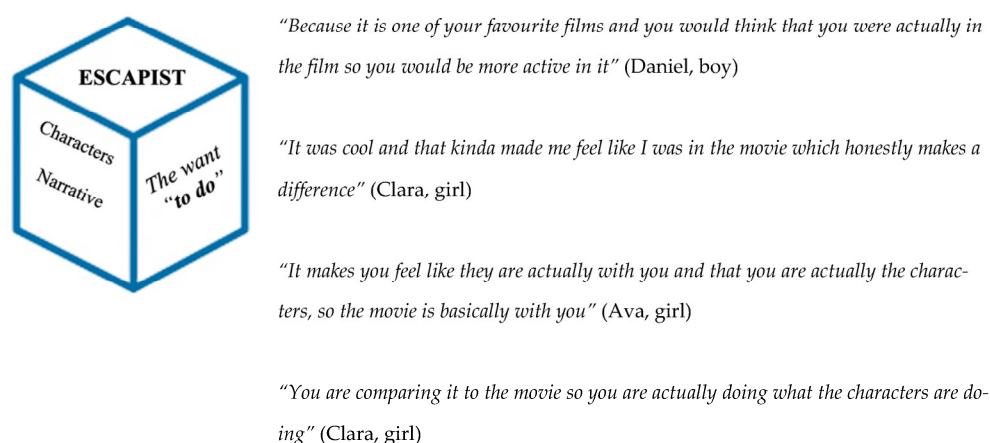 ESCAPIST
Characters
Narrative
The want
“to do”
“Because it is one of your favourite films and you would think that you were actually in
the film so you would be more active in it” (Daniel, boy)
“It was cool and that kinda made me feel like I was in the movie which honestly makes a
difference” (Clara, girl)
“It makes you feel like they are actually with you and that you are actually the charac-
ters, so the movie is basically with you” (Ava, girl)
“You are comparing it to the movie so you are actually doing what the characters are do-
ing” (Clara, girl)